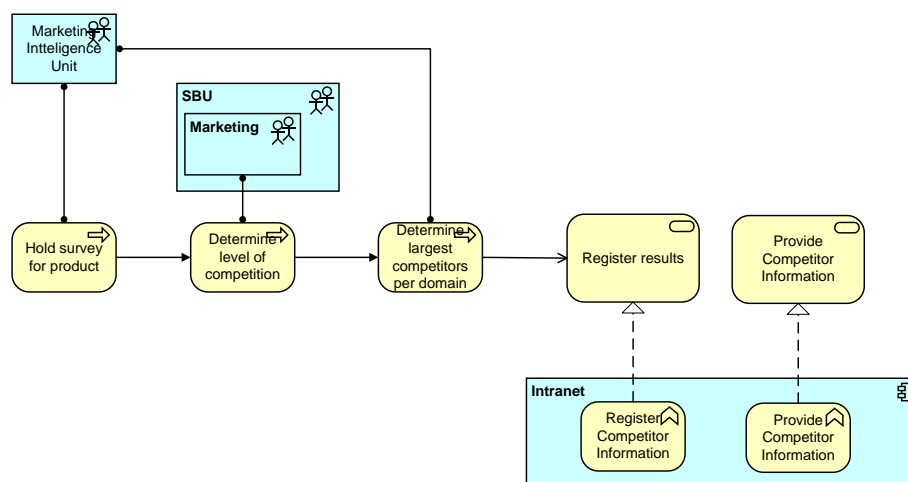 Marketing
Intteligence
Unit
SBU
Marketing
Hold survey
for product
Determine
level of
competition
Determine
largest
competitors
per domain
Register results
Provide
Competitor
Information
Intranet
Register
Competitor
Information
Provide
Competitor
Information